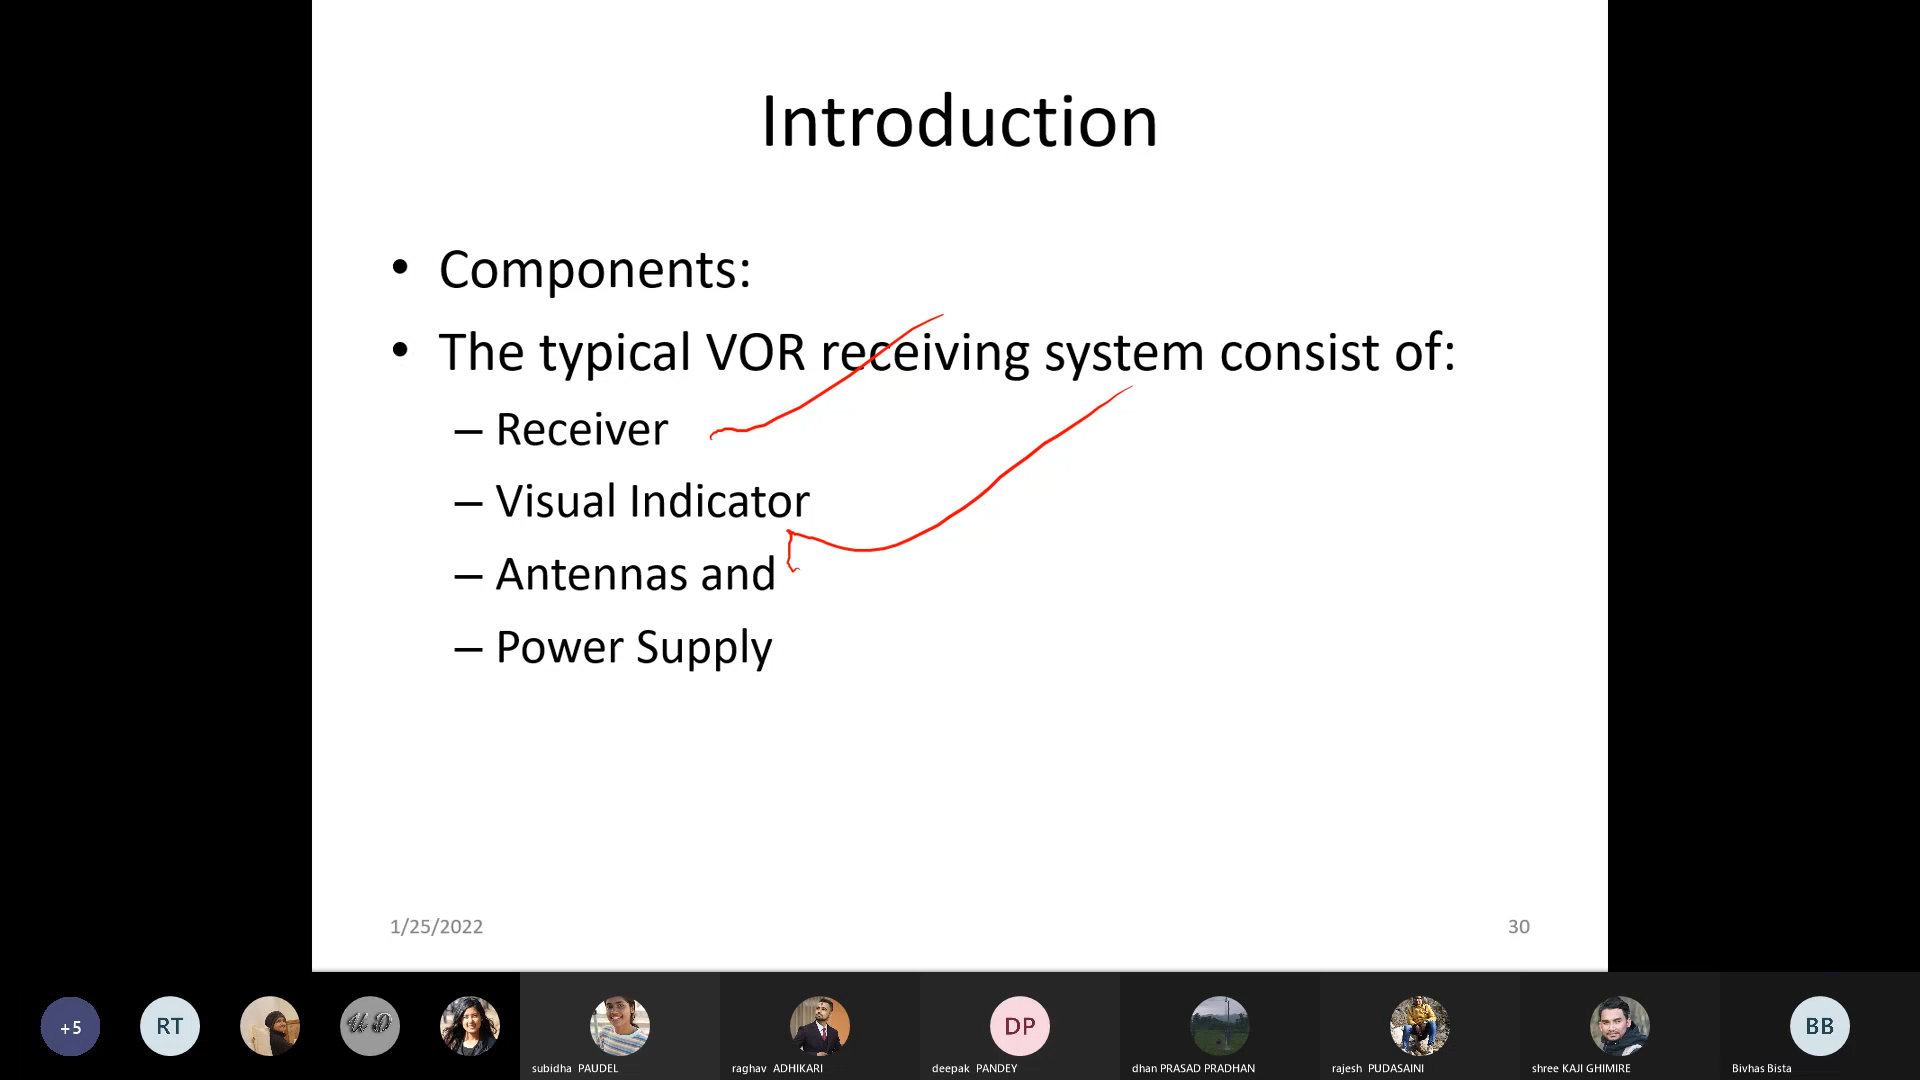 Introduction
• Components:
• The typical VOR receiving system consist of:
– Receiver
– Visual Indicator
– Antennas and
– Power Supply
1/25/2022
30
+5
RT
U D
DP
BB
subidha PAUDEL
raghav ADHIKARI
deepak PANDEY
dhan PRASAD PRADHAN
rajesh PUDASAINI
shree KAJI GHIMIRE
Bivhas Bista